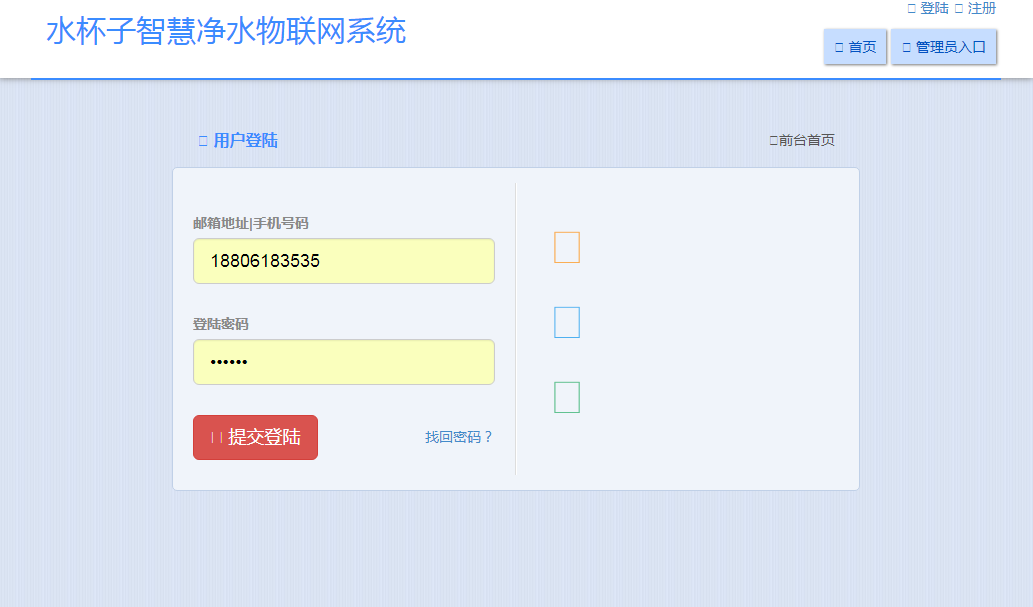 登陆 注册
水杯子智慧净水物联网系统
首页 管理员入口
用户登陆 前台首页
邮箱地址|手机号码
18806183535
登陆密码
••••••
提交登陆 找回密码？